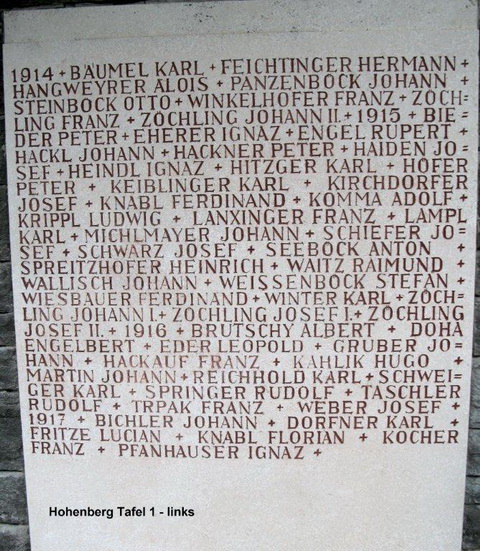 1914 + BÄUMEL KARL + FEICHTINGER HERMANN +
HANGWEYRER ALOIS + PANZENBÖCK JOHANN +
STEINBOCK OTTO + WINKELHOFER FRANZ + ZÖCH=
LING FRANZ + ZÖCHLING JOHANN II. + 1915 + BIE=
DER PETER + EHERER IGNAZ + ENGEL RUPERT +
HACKL JOHANN + HACKNER PETER + HAIDEN JO=
SEF + HEINDL IGNAZ + HITZGER KARL + HÖFER
PETER + KEIBLINGER KARL KIRCHDORFER
JOSEF + KNABL FERDINAND + KOMMA ADOLF +
KRIPPL LUDWIG + LANXINGER FRANZ + LAMPL
KARL + MICHLMAYER JOHANN + SCHIEFER JO=
SEF + SCHWARZ JOSEF + SEEBÖCK ANTON +
SPREITZHOFER HEINRICH + WAITZ RAIMUND +
WALLISCH JOHANN + WEISSENBÖCK STEFAN +
WIESBAUER FERDINAND + WINTER KARL + ZÖCH=
LING JOHANN I. + ZÖCHLING JOSEF I. + ZÖCHLING
JOSEF II. + 1916 + BRUTSCHY ALBERT + DOHA
ENGELBERT + EDER LEOPOLD + GRUBER JO=
HANN + HACKAUF FRANZ + KAHLIK HUGO +
MARTIN JOHANN + REICHHOLD KARL + SCHWEI=
GER KARL + SPRINGER RUDOLF + TASCHLER
RUDOLF + TRPAK FRANZ + WEBER JOSEF +
1917 + BICHLER JOHANN + DORFNER KARL +
FRITZE LUCIAN + KNABL FLORIAN + KOCHER
FRANZ + PFANHAUSER IGNAZ +
Hohenberg Tafel 1 - links